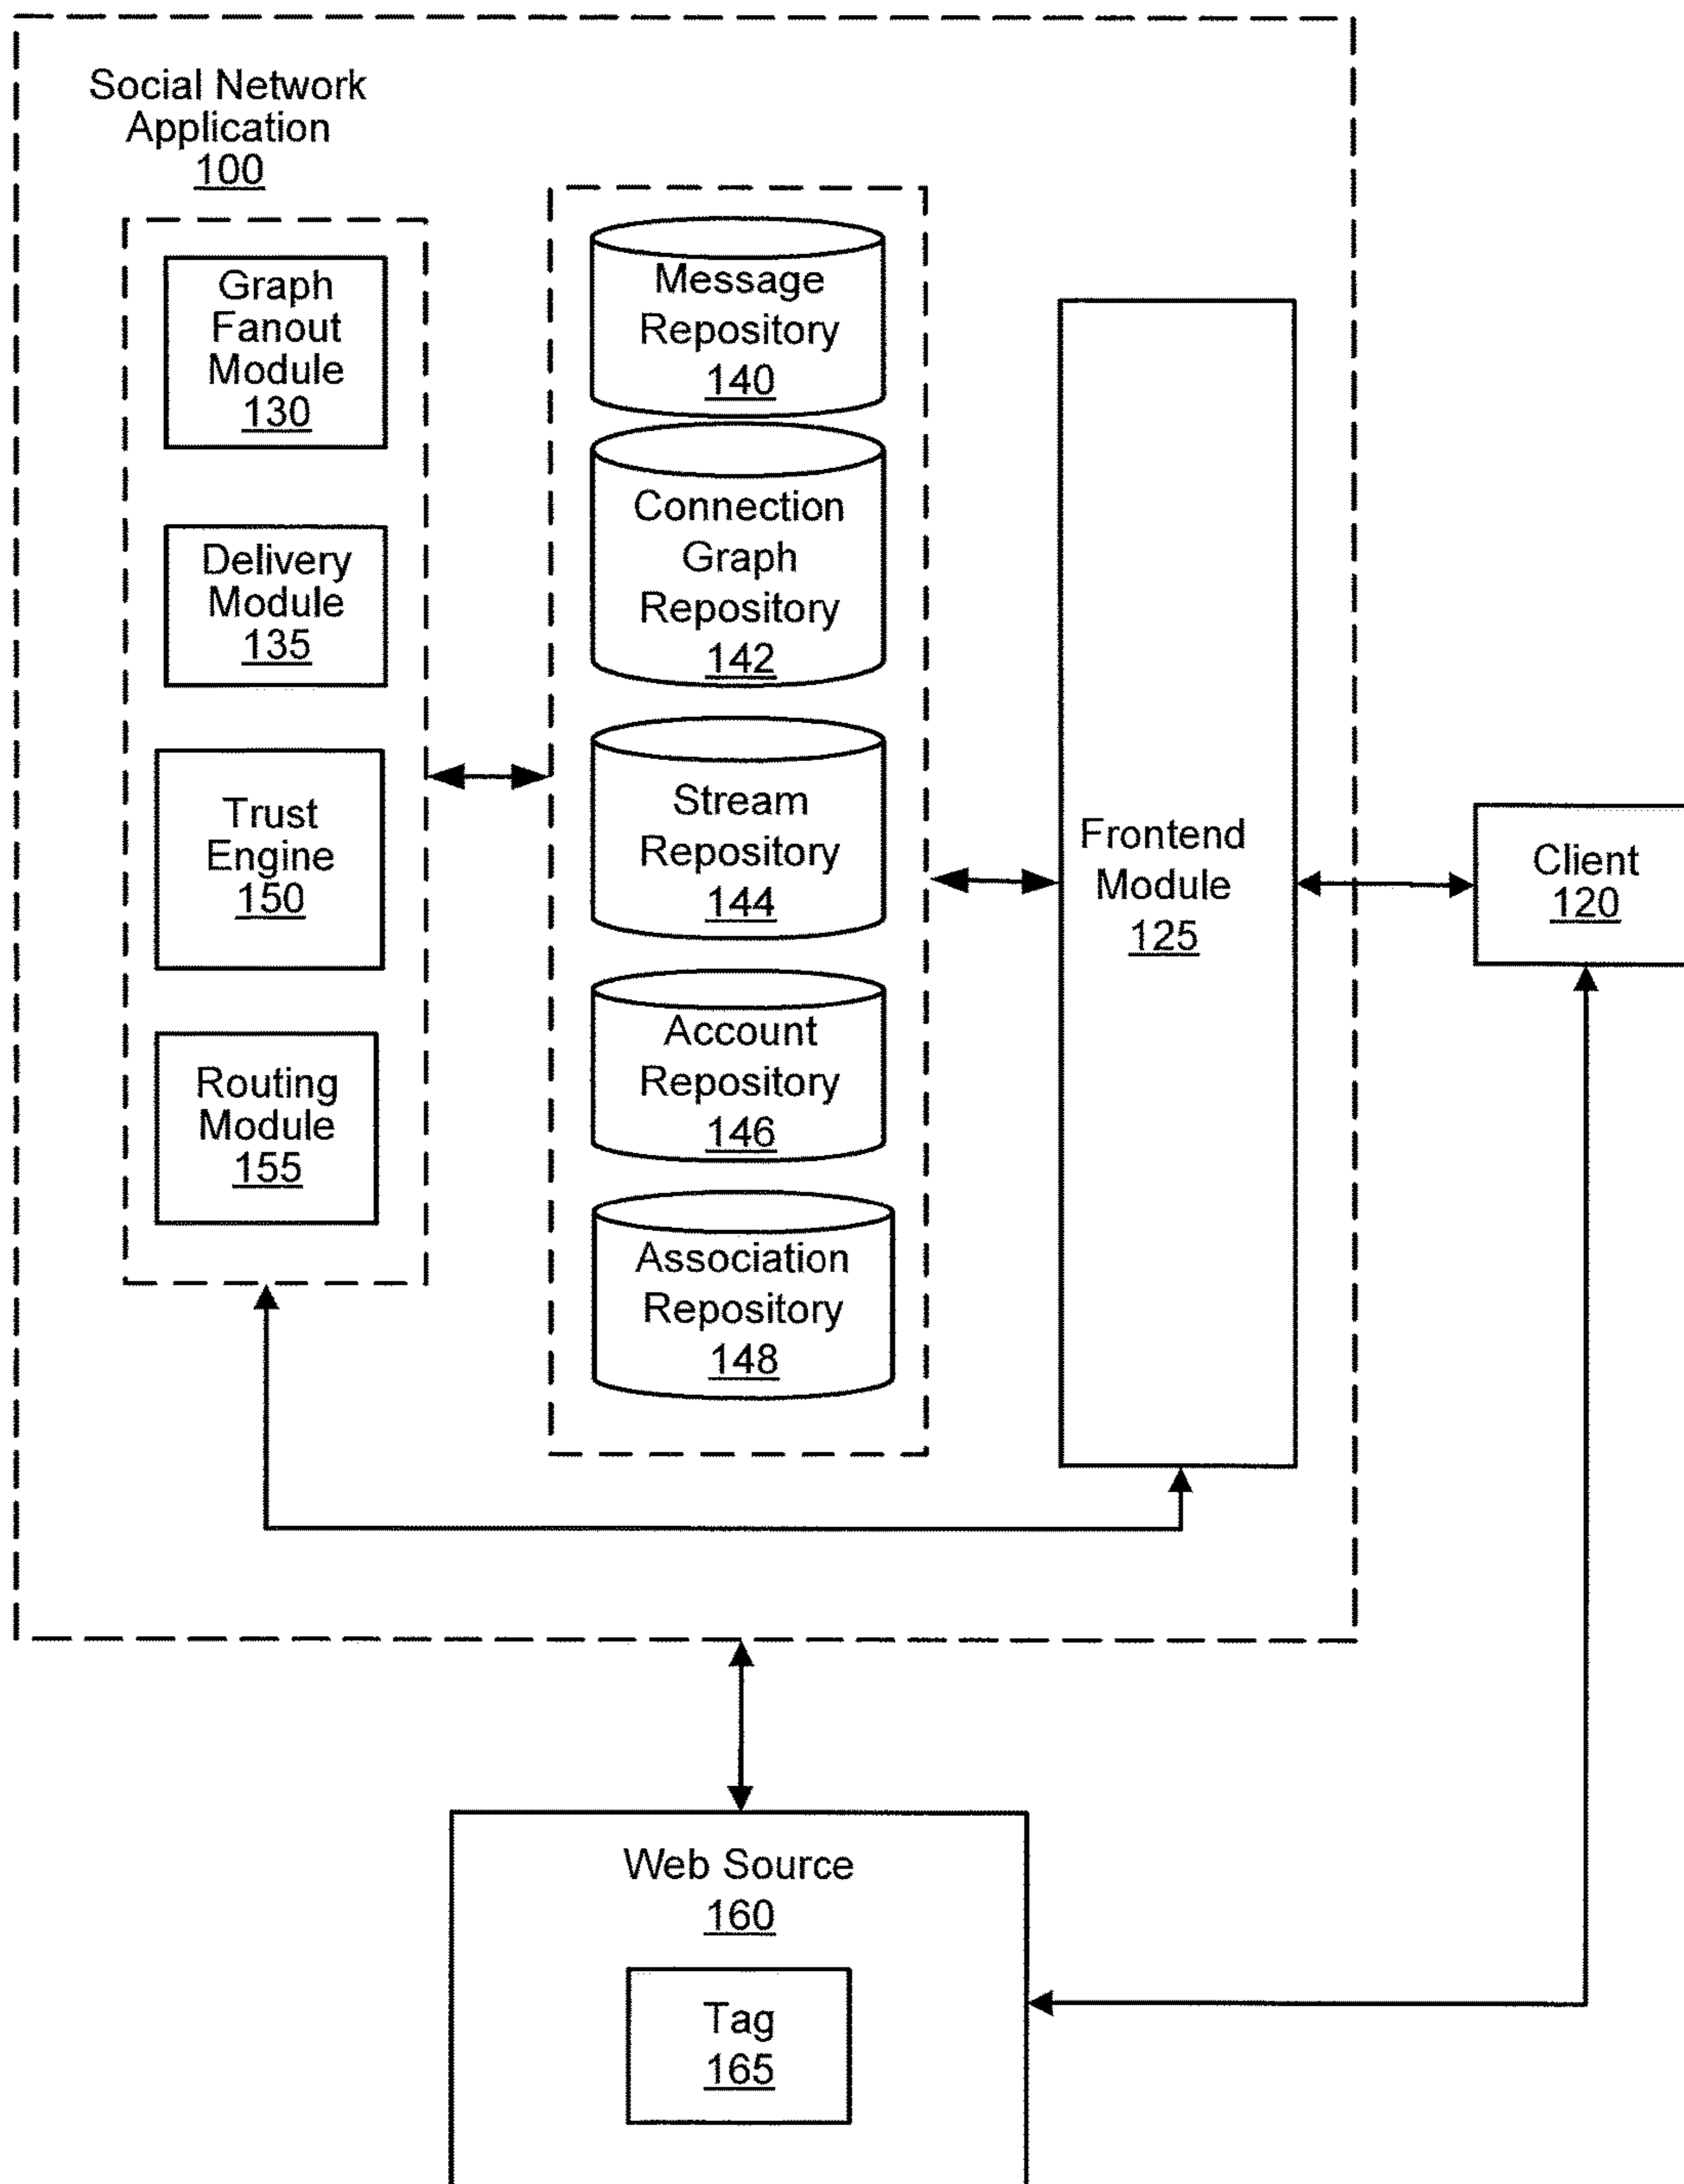 Social Network
Application
100
Graph
Fanout
Module
130
Delivery
Module
135
Trust
Engine
150
Routing
Module
155
Message
Repository
140
Connection
Graph
Repository
142
Stream
Repository
144
Account
Repository
146
Association
Repository
148
Frontend
Module
125
Client
120
Web Source
160
Tag
165